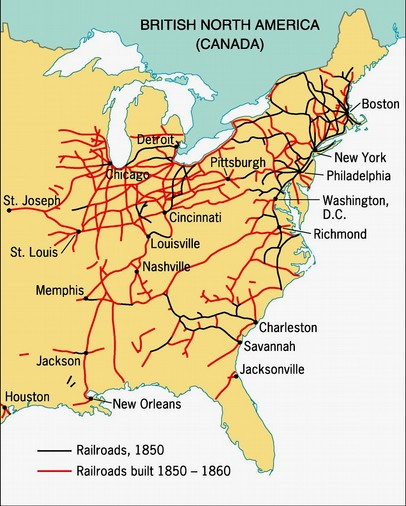 BRITISH NORTH AMERICA
(CANADA)
Boston
Detroit
New York
Pittsburgh
Chicago
Philadelphia
St. Joseph
Washington,
D.C.
Cincinnati
Richmond
St. Louis
Louisville
Nashville
Memphis
Charleston
Savannah
Jackson
Jacksonville
Houston
New Orleans
Railroads, 1850
Railroads built 1850 – 1860